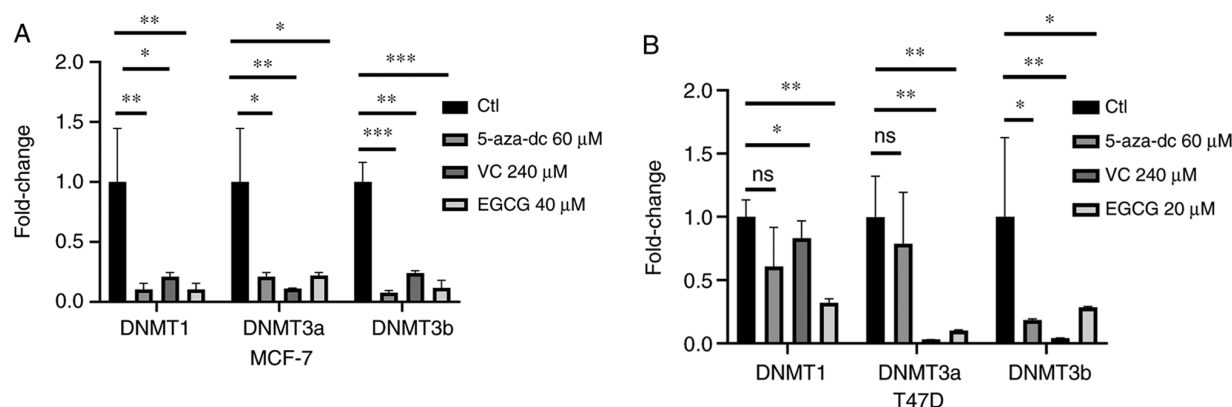 A
**
*
**
*
**
*
***
**
***
Fold-change
2.0
1.5
1.0
0.5
0.0
DNMT1 DNMT3a DNMT3b
MCF-7
Ctl
5-aza-dc 60 μM
VC 240 μM
EGCG 40 μM
B
**
*
ns
**
**
ns
*
**
*
Fold-change
2.0
1.5
1.0
0.5
0.0
DNMT1 DNMT3a DNMT3b
T47D
Ctl
5-aza-dc 60 μM
VC 240 μM
EGCG 20 μM